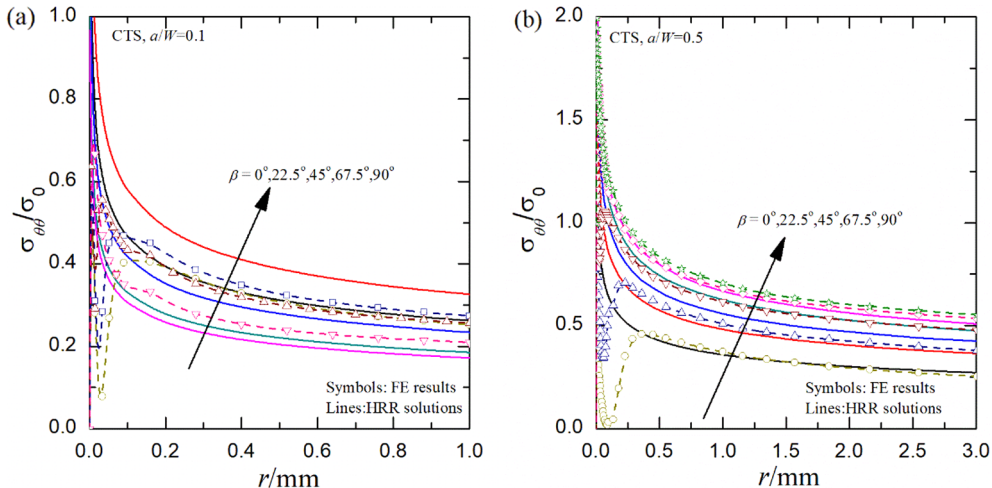 (a)
CTS, a/W=0.1
β = 0°,22.5°,45°,67.5°,90°
Symbols: FE results
Lines:HRR solutions
σθθ/σ0
1.0
0.8
0.6
0.4
0.2
0.0
0.0 0.2 0.4 0.6 0.8 1.0
r/mm
(b)
CTS, a/W=0.5
β = 0°,22.5°,45°,67.5°,90°
Symbols: FE results
Lines:HRR solutions
σθθ/σ0
2.0
1.5
1.0
0.5
0.0
0.0 0.5 1.0 1.5 2.0 2.5 3.0
r/mm